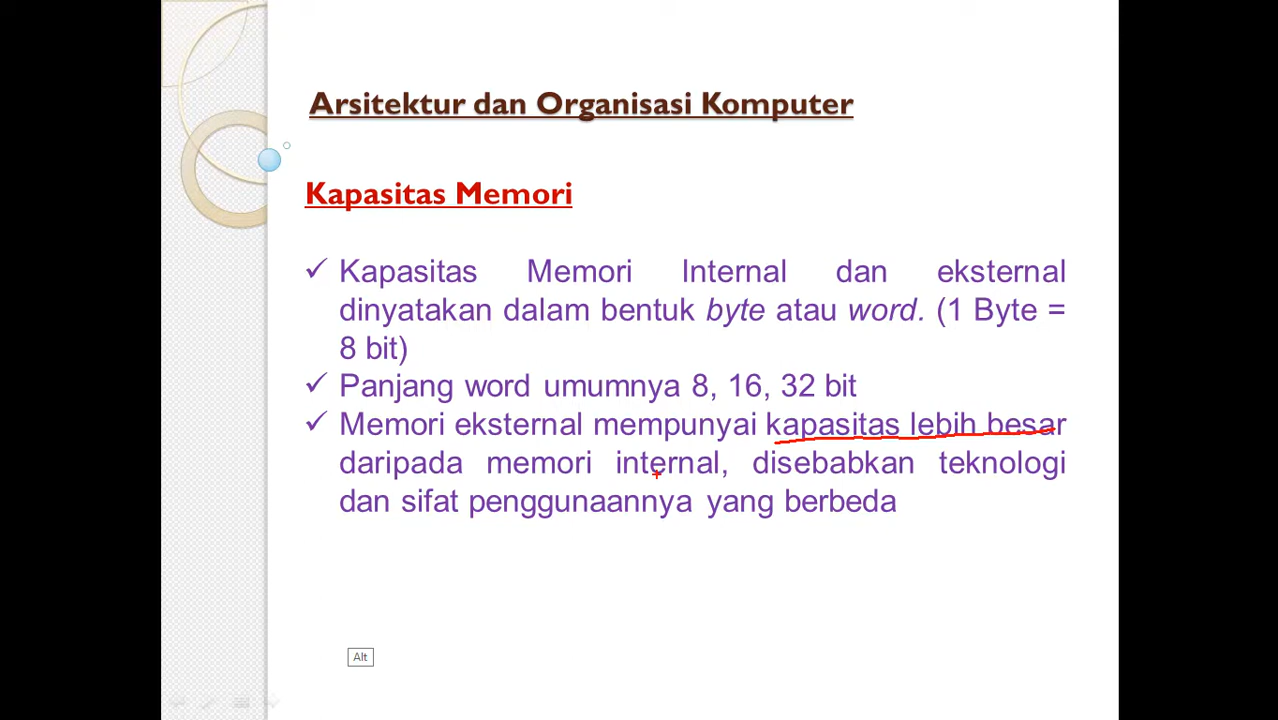 Arsitektur dan Organisasi Komputer
Kapasitas Memori
✓ Kapasitas Memori Internal dan eksternal
dinyatakan dalam bentuk byte atau word. (1 Byte =
8 bit)
✓ Panjang word umumnya 8, 16, 32 bit
✓ Memori eksternal mempunyai kapasitas lebih besar
daripada memori internal, disebabkan teknologi
dan sifat penggunaannya yang berbeda
Alt